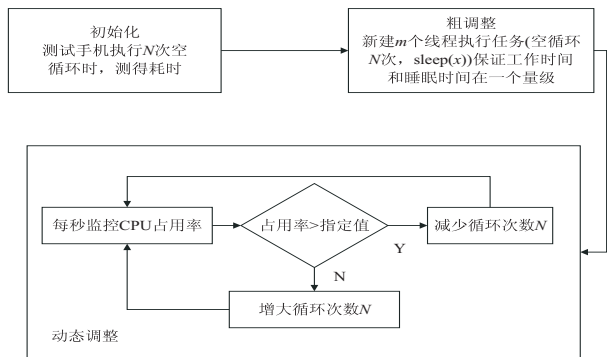 初始化
测试手机执行N次空
循环时，测得耗时
粗调整
新建m个线程执行任务(空循环
N次，sleep(x))保证工作时间
和睡眠时间在一个量级
每秒监控CPU占用率
占用率>指定值
Y
减少循环次数N
N
增大循环次数N
动态调整